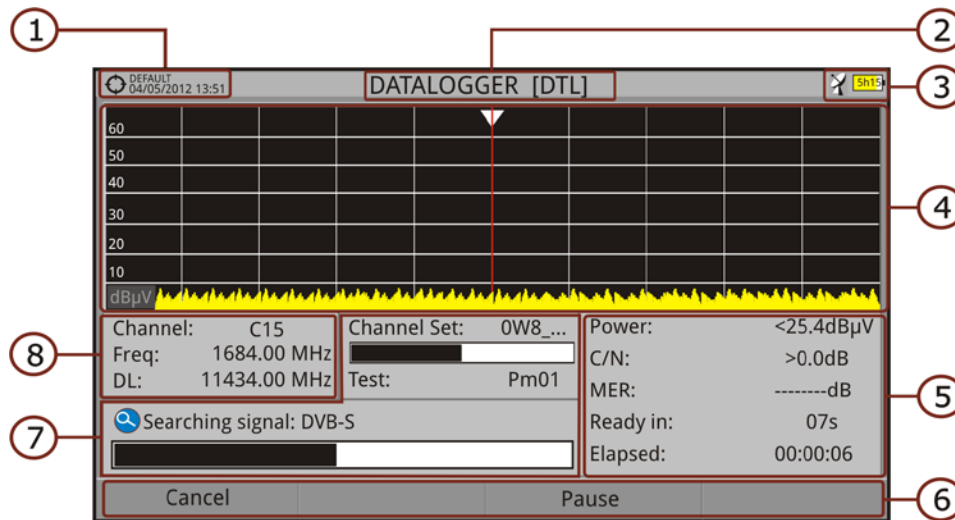 1
2
DEFAULT
04/05/2012 13:51
DATALOGGER [DTL]
5h15
3
60
50
40
30
20
10
dBµV
4
Channel: C15
Freq: 1684.00 MHz
DL: 11434.00 MHz
8
Channel Set: 0W8_...
Test: Pm01
Power: <25.4dBµV
C/N: >0.0dB
MER: --------dB
Ready in: 07s
Elapsed: 00:00:06
5
7
Searching signal: DVB-S
Cancel
Pause
6